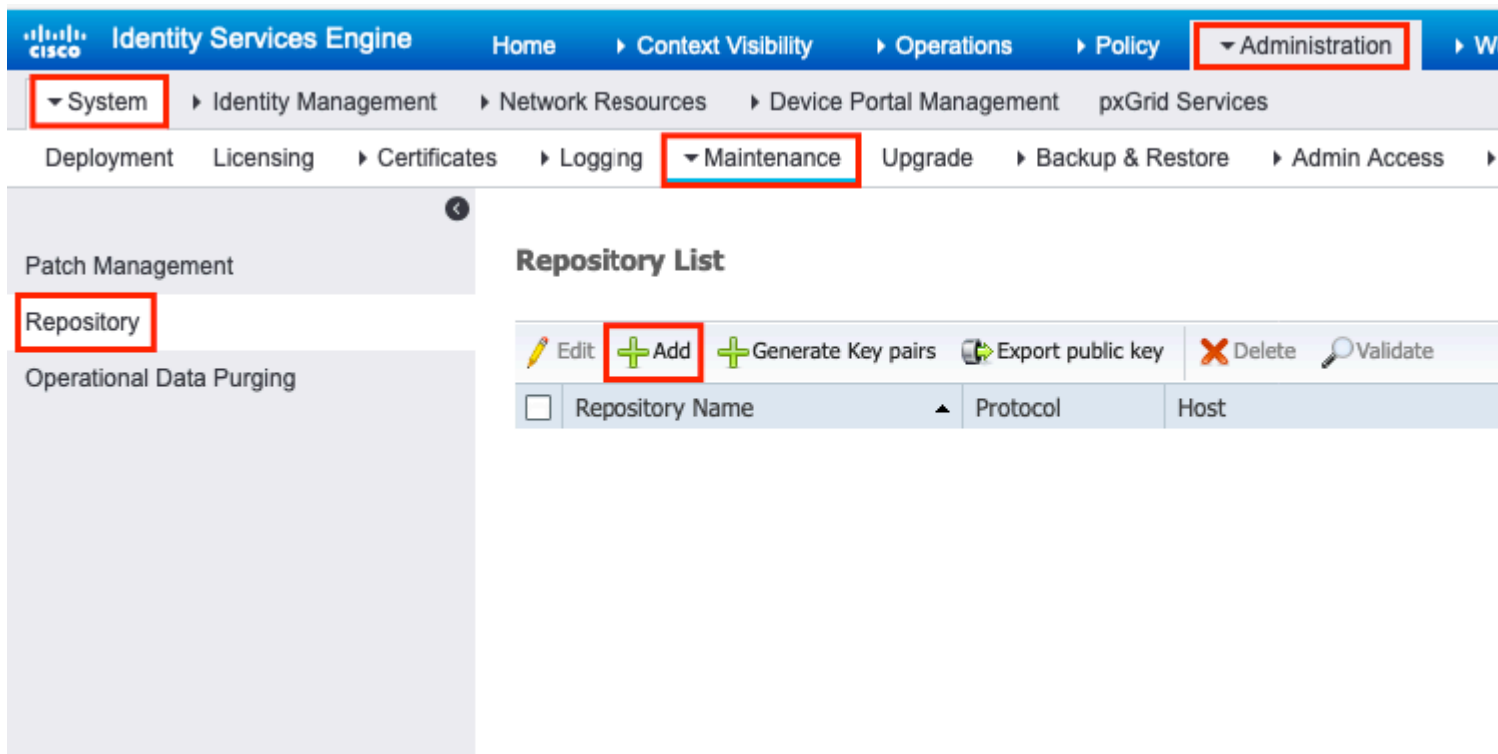 cisco Identity Services Engine Home Context Visibility Operations Policy Administration W
System Identity Management Network Resources Device Portal Management pxGrid Services
Deployment Licensing Certificates Logging Maintenance Upgrade Backup & Restore Admin Access
Patch Management
Repository
Operational Data Purging
Repository List
Edit Add Generate Key pairs Export public key Delete Validate
Repository Name Protocol Host